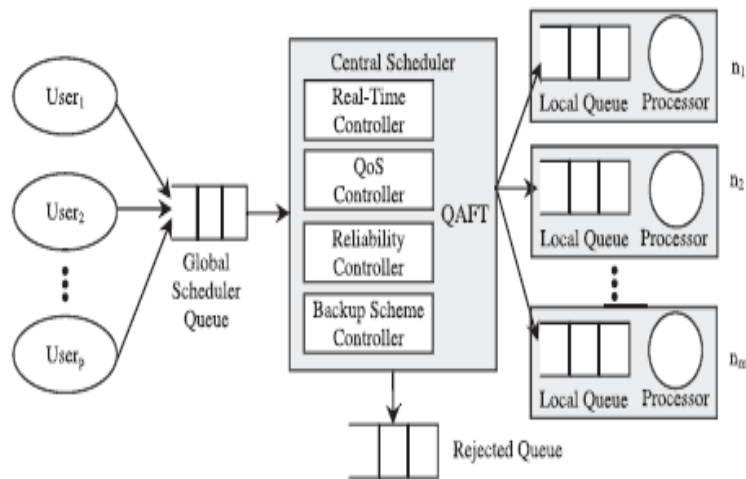 User₁
User₂
Userₚ
Global
Scheduler
Queue
Central Scheduler
Real-Time
Controller
QoS
Controller
Reliability
Controller
Backup Scheme
Controller
QAFT
Rejected Queue
Local Queue
Processor
n₁
Local Queue
Processor
n₂
Local Queue
Processor
nₘ